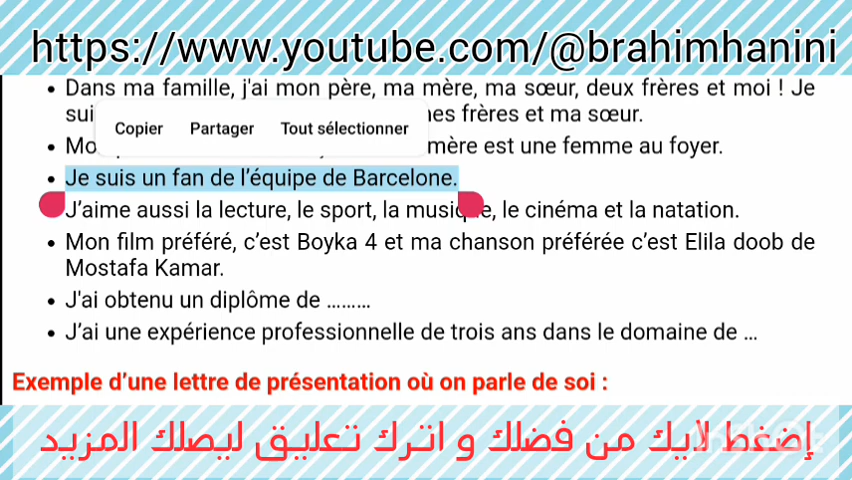 https://www.youtube.com/@brahimhanini
• Dans ma famille, j'ai mon père, ma mère, ma sœur, deux frères et moi ! Je
frères et ma sœur.
Copier Partager Tout sélectionner
• mère est une femme au foyer.
• Je suis un fan de l’équipe de Barcelone.
J’aime aussi la lecture, le sport, la musique, le cinéma et la natation.
• Mon film préféré, c’est Boyka 4 et ma chanson préférée c’est Elila doob de
Mostafa Kamar.
• J'ai obtenu un diplôme de ………
• J’ai une expérience professionnelle de trois ans dans le domaine de …
Exemple d’une lettre de présentation où on parle de soi :
إضغط لايك من فضلك و اترك تعليق ليصلك المزيد